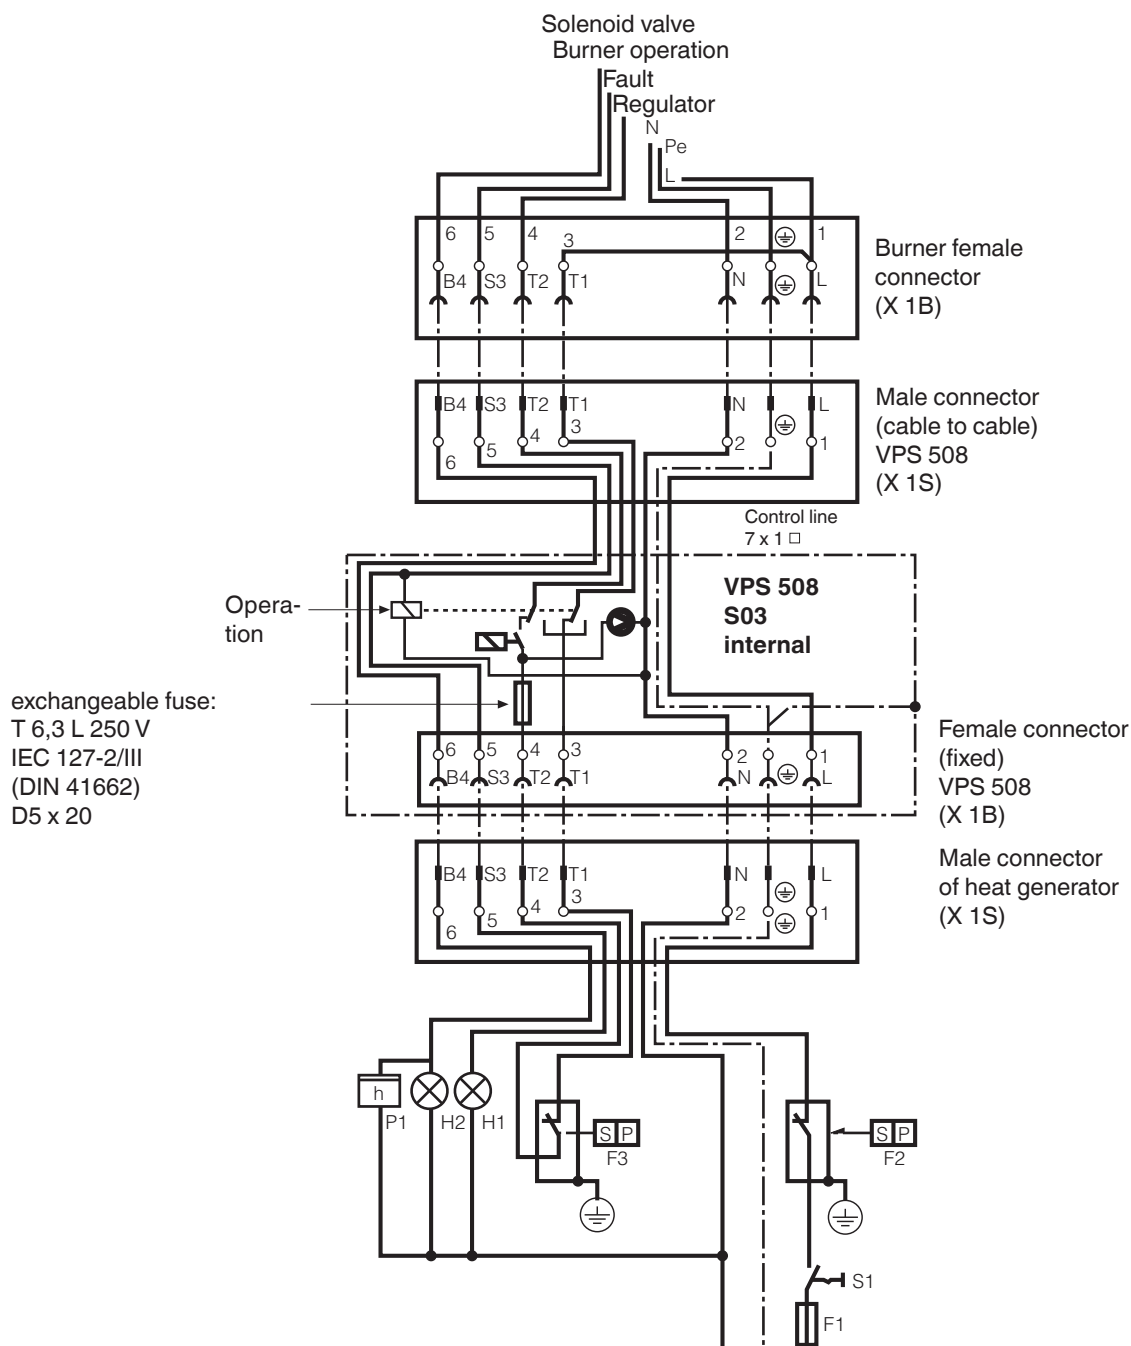 Solenoid valve
Burner operation
Fault
Regulator
N
Pe
L
6 5 4 3 2 1
B4 S3 T2 T1 N L
Burner female
connector
(X 1B)
B4 S3 T2 T1 N L
6 5 4 3 2 1
Male connector
(cable to cable)
VPS 508
(X 1S)
Control line
7 x 1 □
VPS 508
S03
internal
Opera-
tion
exchangeable fuse:
T 6,3 L 250 V
IEC 127-2/III
(DIN 41662)
D5 x 20
6 5 4 3 2 1
B4 S3 T2 T1 N L
Female connector
(fixed)
VPS 508
(X 1B)
B4 S3 T2 T1 N L
6 5 4 3 2 1
Male connector
of heat generator
(X 1S)
h
P1 H2 H1
S P
F3
S P
F2
S1
F1